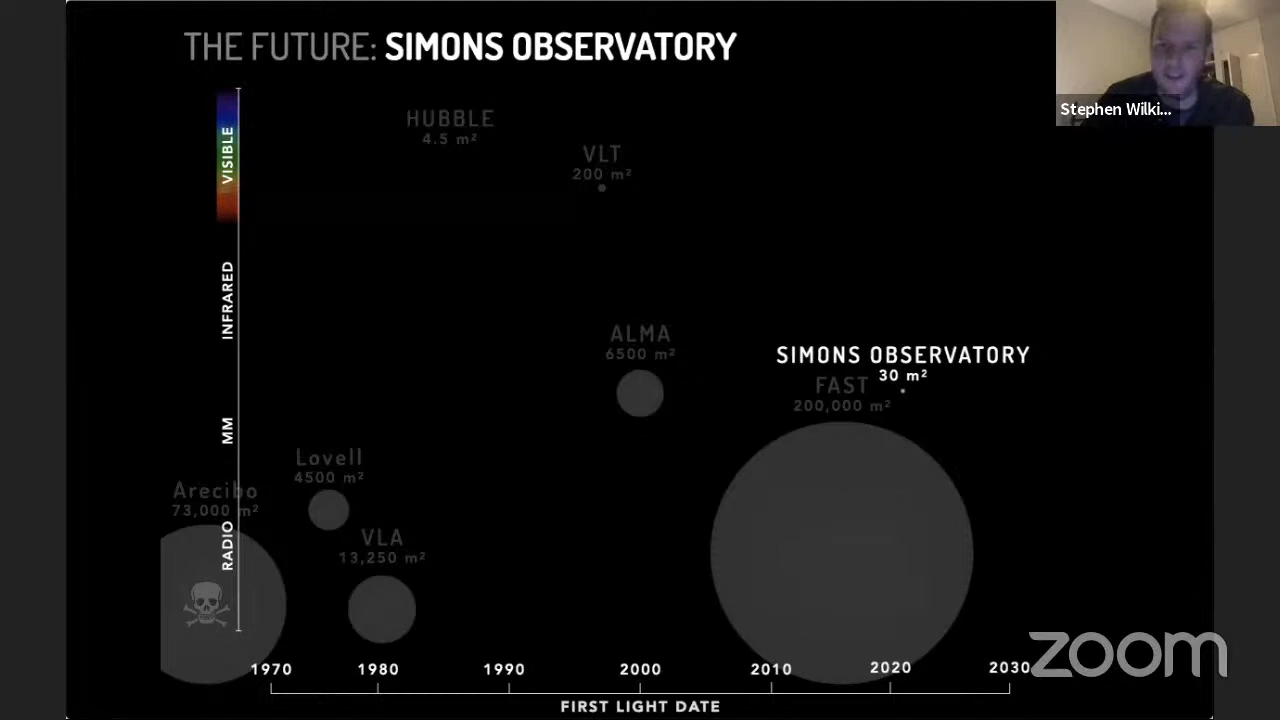 THE FUTURE: SIMONS OBSERVATORY
Stephen Wilki...
HUBBLE
4.5 m²
VISIBLE
VLT
200 m²
INFRARED
ALMA
6500 m²
SIMONS OBSERVATORY
30 m²
FAST
200,000 m²
MM
Lovell
4500 m²
Arecibo
73,000 m²
RADIO
VLA
13,250 m²
zoom
1970 1980 1990 2000 2010 2020 2030
FIRST LIGHT DATE